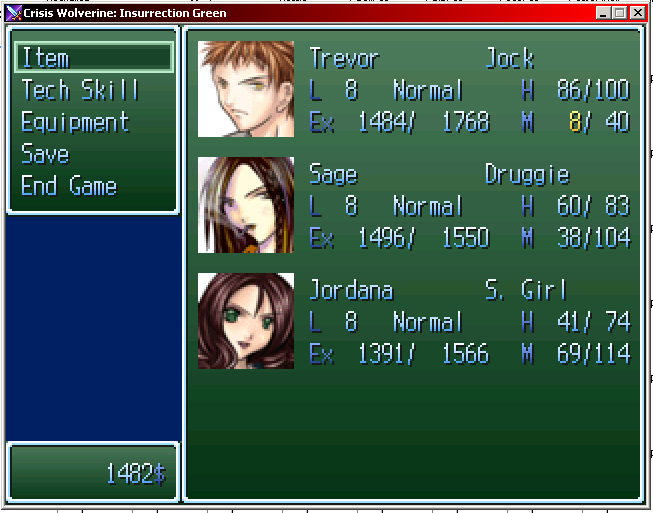 Crisis Wolverine: Insurrection Green
Item
Tech Skill
Equipment
Save
End Game
1482$
Trevor Jock
L 8 Normal H 86/100
Ex 1484/ 1768 M 8/ 40
Sage Druggie
L 8 Normal H 60/ 83
Ex 1496/ 1550 M 38/104
Jordana S. Girl
L 8 Normal H 41/ 74
Ex 1391/ 1566 M 69/114